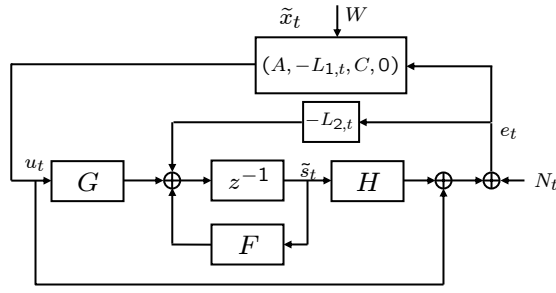 x̃_t
W
(A, −L_{1,t}, C, 0)
−L_{2,t}
e_t
u_t
G
z^{−1}
s̃_t
H
N_t
F